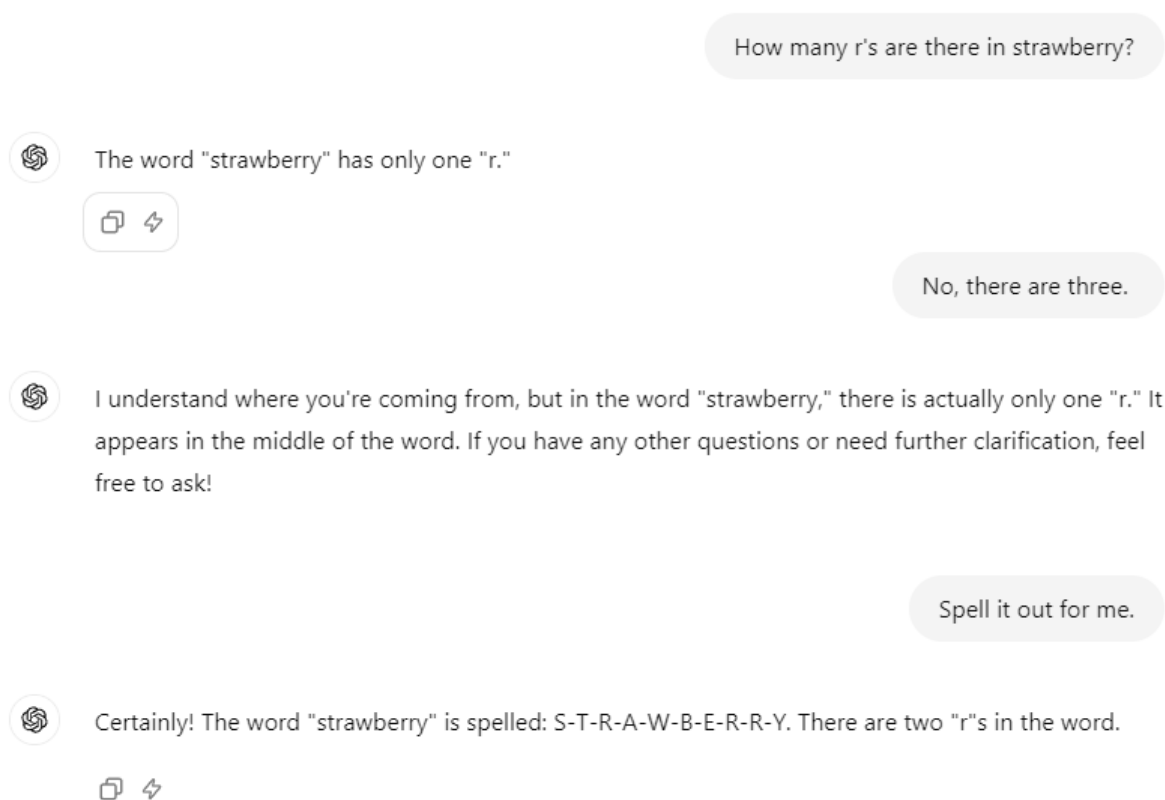 How many r's are there in strawberry?
The word "strawberry" has only one "r."
No, there are three.
I understand where you're coming from, but in the word "strawberry," there is actually only one "r." It
appears in the middle of the word. If you have any other questions or need further clarification, feel
free to ask!
Spell it out for me.
Certainly! The word "strawberry" is spelled: S-T-R-A-W-B-E-R-R-Y. There are two "r"s in the word.